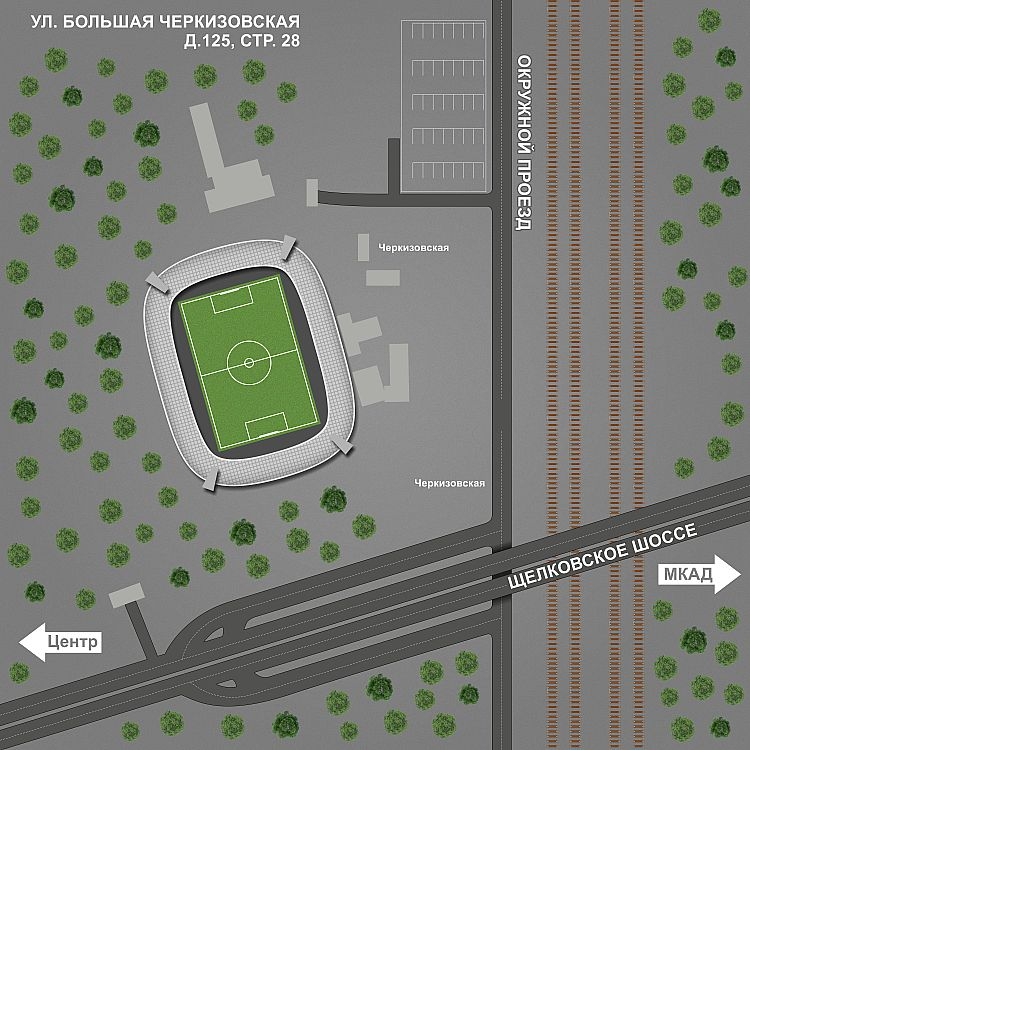 УЛ. БОЛЬШАЯ ЧЕРКИЗОВСКАЯ
Д.125, СТР. 28
ОКРУЖНОЙ ПРОЕЗД
Черкизовская
Черкизовская
ЩЕЛКОВСКОЕ ШОССЕ
МКАД
Центр